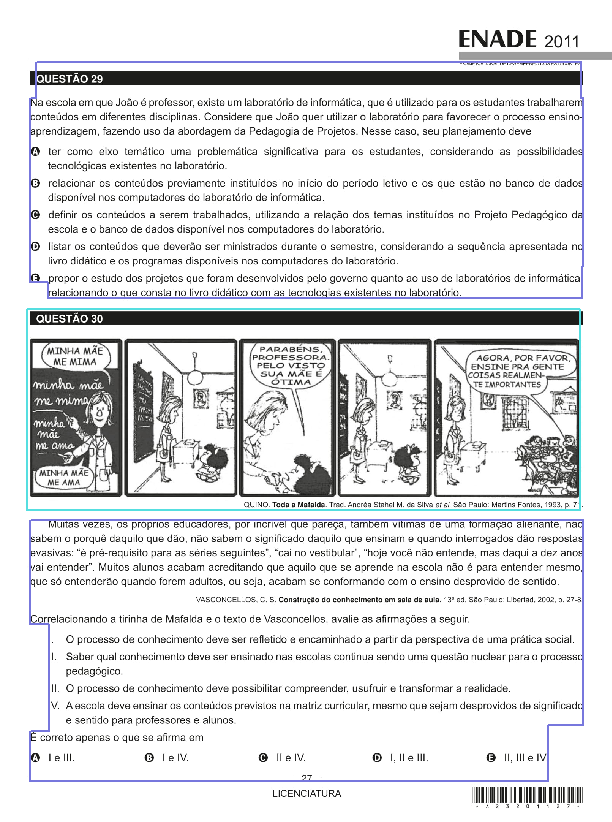 ENADE 2011
QUESTÃO 29
Na escola em que João é professor, existe um laboratório de informática, que é utilizado para os estudantes trabalharem
conteúdos em diferentes disciplinas. Considere que João quer utilizar o laboratório para favorecer o processo ensino-
aprendizagem, fazendo uso da abordagem da Pedagogia de Projetos. Nesse caso, seu planejamento deve
A ter como eixo temático uma problemática significativa para os estudantes, considerando as possibilidades
tecnológicas existentes no laboratório.
B relacionar os conteúdos previamente instituídos no início do período letivo e os que estão no banco de dados
disponível nos computadores do laboratório de informática.
C definir os conteúdos a serem trabalhados, utilizando a relação dos temas instituídos no Projeto Pedagógico da
escola e o banco de dados disponível nos computadores do laboratório.
D listar os conteúdos que deverão ser ministrados durante o semestre, considerando a sequência apresentada no
livro didático e os programas disponíveis nos computadores do laboratório.
E propor o estudo dos projetos que foram desenvolvidos pelo governo quanto ao uso de laboratórios de informática,
relacionando o que consta no livro didático com as tecnologias existentes no laboratório.
QUESTÃO 30
MINHA MÃE
ME MIMA
minha mãe
me mima
minha
mãe
me ama
MINHA MÃE
ME AMA
PARABÉNS,
PROFESSORA.
PELO VISTO
SUA MÃE É
ÓTIMA
AGORA, POR FAVOR,
ENSINE PRA GENTE
COISAS REALMEN-
TE IMPORTANTES
QUINO. Toda a Mafalda. Trad. Andréa Stahel M. da Silva et al. São Paulo: Martins Fontes, 1993, p. 71.
Muitas vezes, os próprios educadores, por incrível que pareça, também vítimas de uma formação alienante, não
sabem o porquê daquilo que dão, não sabem o significado daquilo que ensinam e quando interrogados dão respostas
evasivas: “é pré-requisito para as séries seguintes”, “cai no vestibular”, “hoje você não entende, mas daqui a dez anos
vai entender”. Muitos alunos acabam acreditando que aquilo que se aprende na escola não é para entender mesmo,
que só entenderão quando forem adultos, ou seja, acabam se conformando com o ensino desprovido de sentido.
VASCONCELLOS, C. S. Construção do conhecimento em sala de aula. 13ª ed. São Paulo: Libertad, 2002, p. 27-8.
Correlacionando a tirinha de Mafalda e o texto de Vasconcellos, avalie as afirmações a seguir.
I. O processo de conhecimento deve ser refletido e encaminhado a partir da perspectiva de uma prática social.
II. Saber qual conhecimento deve ser ensinado nas escolas continua sendo uma questão nuclear para o processo
pedagógico.
III. O processo de conhecimento deve possibilitar compreender, usufruir e transformar a realidade.
IV. A escola deve ensinar os conteúdos previstos na matriz curricular, mesmo que sejam desprovidos de significado
e sentido para professores e alunos.
É correto apenas o que se afirma em
A I e III. B I e IV. C II e IV. D I, II e III. E II, III e IV.
27
LICENCIATURA